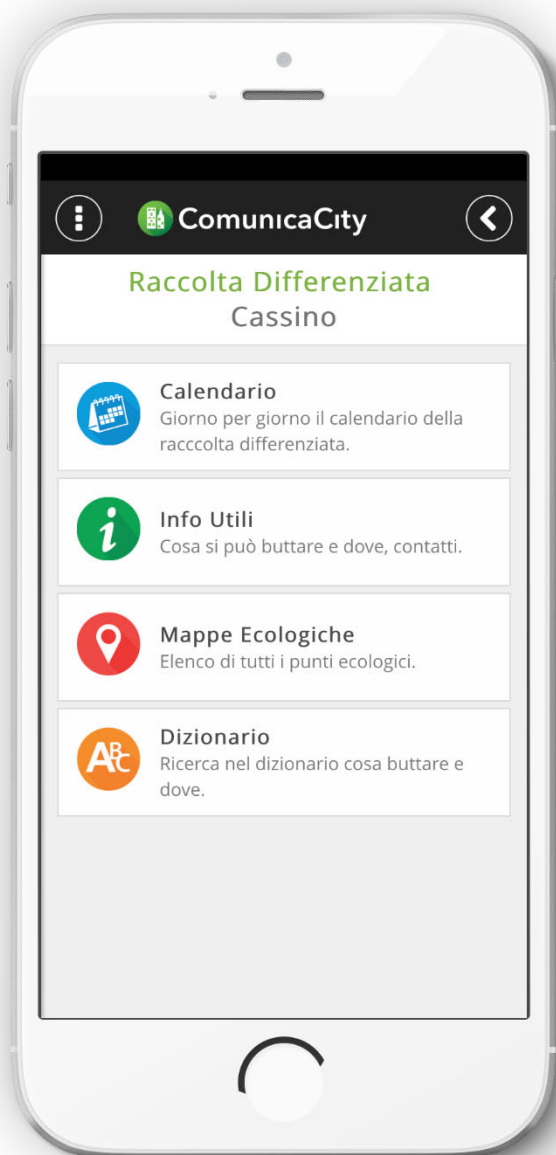 ComunicaCity
Raccolta Differenziata
Cassino
Calendario
Giorno per giorno il calendario della
racccolta differenziata.
Info Utili
Cosa si può buttare e dove, contatti.
Mappe Ecologiche
Elenco di tutti i punti ecologici.
ABC
Dizionario
Ricerca nel dizionario cosa buttare e
dove.